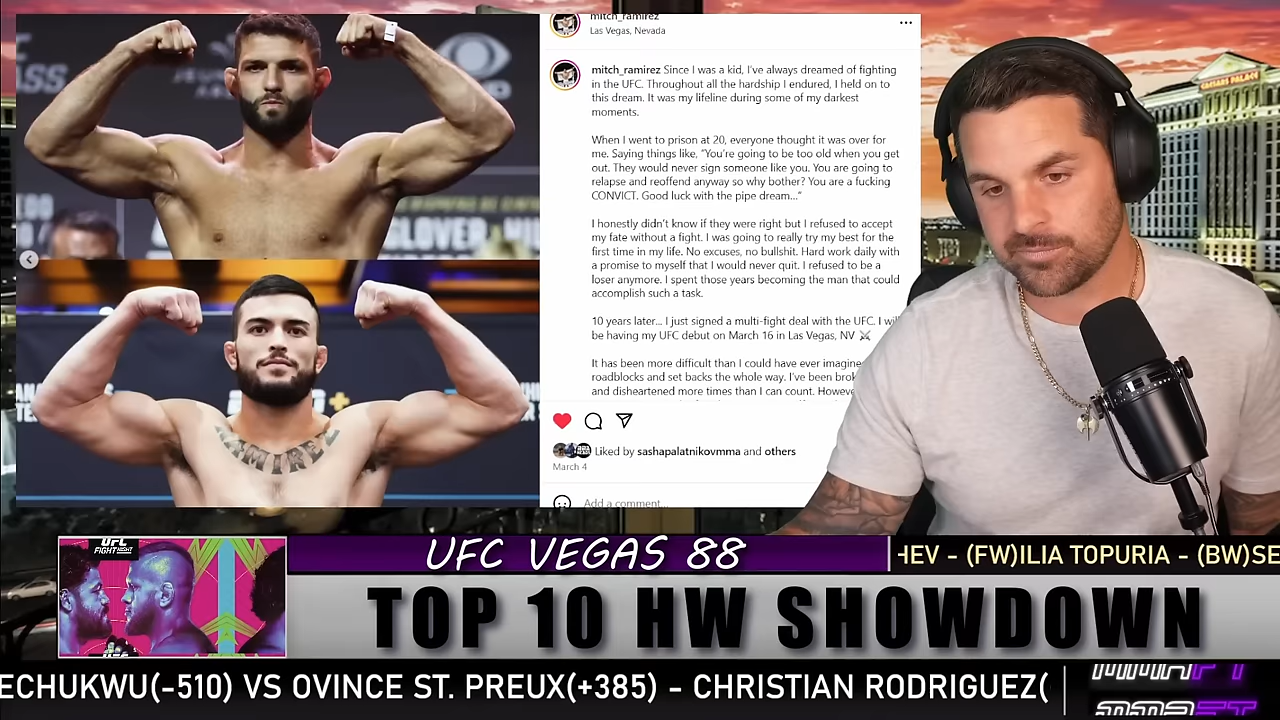 mitch_ramirez
Las Vegas, Nevada
mitch_ramirez Since I was a kid, I've always dreamed of fighting
in the UFC. Throughout all the hardship I endured, I held on to
this dream. It was my lifeline during some of my darkest
moments.
When I went to prison at 20, everyone thought it was over for
me. Saying things like, "You're going to be too old when you get
out. They would never sign someone like you. You are going to
relapse and reoffend anyway so why bother? You are a fucking
CONVICT. Good luck with the pipe dream..."
I honestly didn't know if they were right but I refused to accept
my fate without a fight. I was going to really try my best for the
first time in my life. No excuses, no bullshit. Hard work daily with
a promise to myself that I would never quit. I refused to be a
loser anymore. I spent those years becoming the man that could
accomplish such a task.
10 years later... I just signed a multi-fight deal with the UFC. I wil
be having my UFC debut on March 16 in Las Vegas, NV ⚔
It has been more difficult than I could have ever imagine
roadblocks and set backs the whole way. I've been brok
and disheartened more times than I can count. Howeve
Liked by sashapalatnikovmma and others
March 4
Add a comment...
CAESARS PALACE
GLOVER
RAMIREZ
UFC
FIGHT NIGHT
UFC VEGAS 88
HEV - (FW)ILIA TOPURIA - (BW)SE
TOP 10 HW SHOWDOWN
ECHUKWU(-510) VS OVINCE ST. PREUX(+385) - CHRISTIAN RODRIGUEZ(